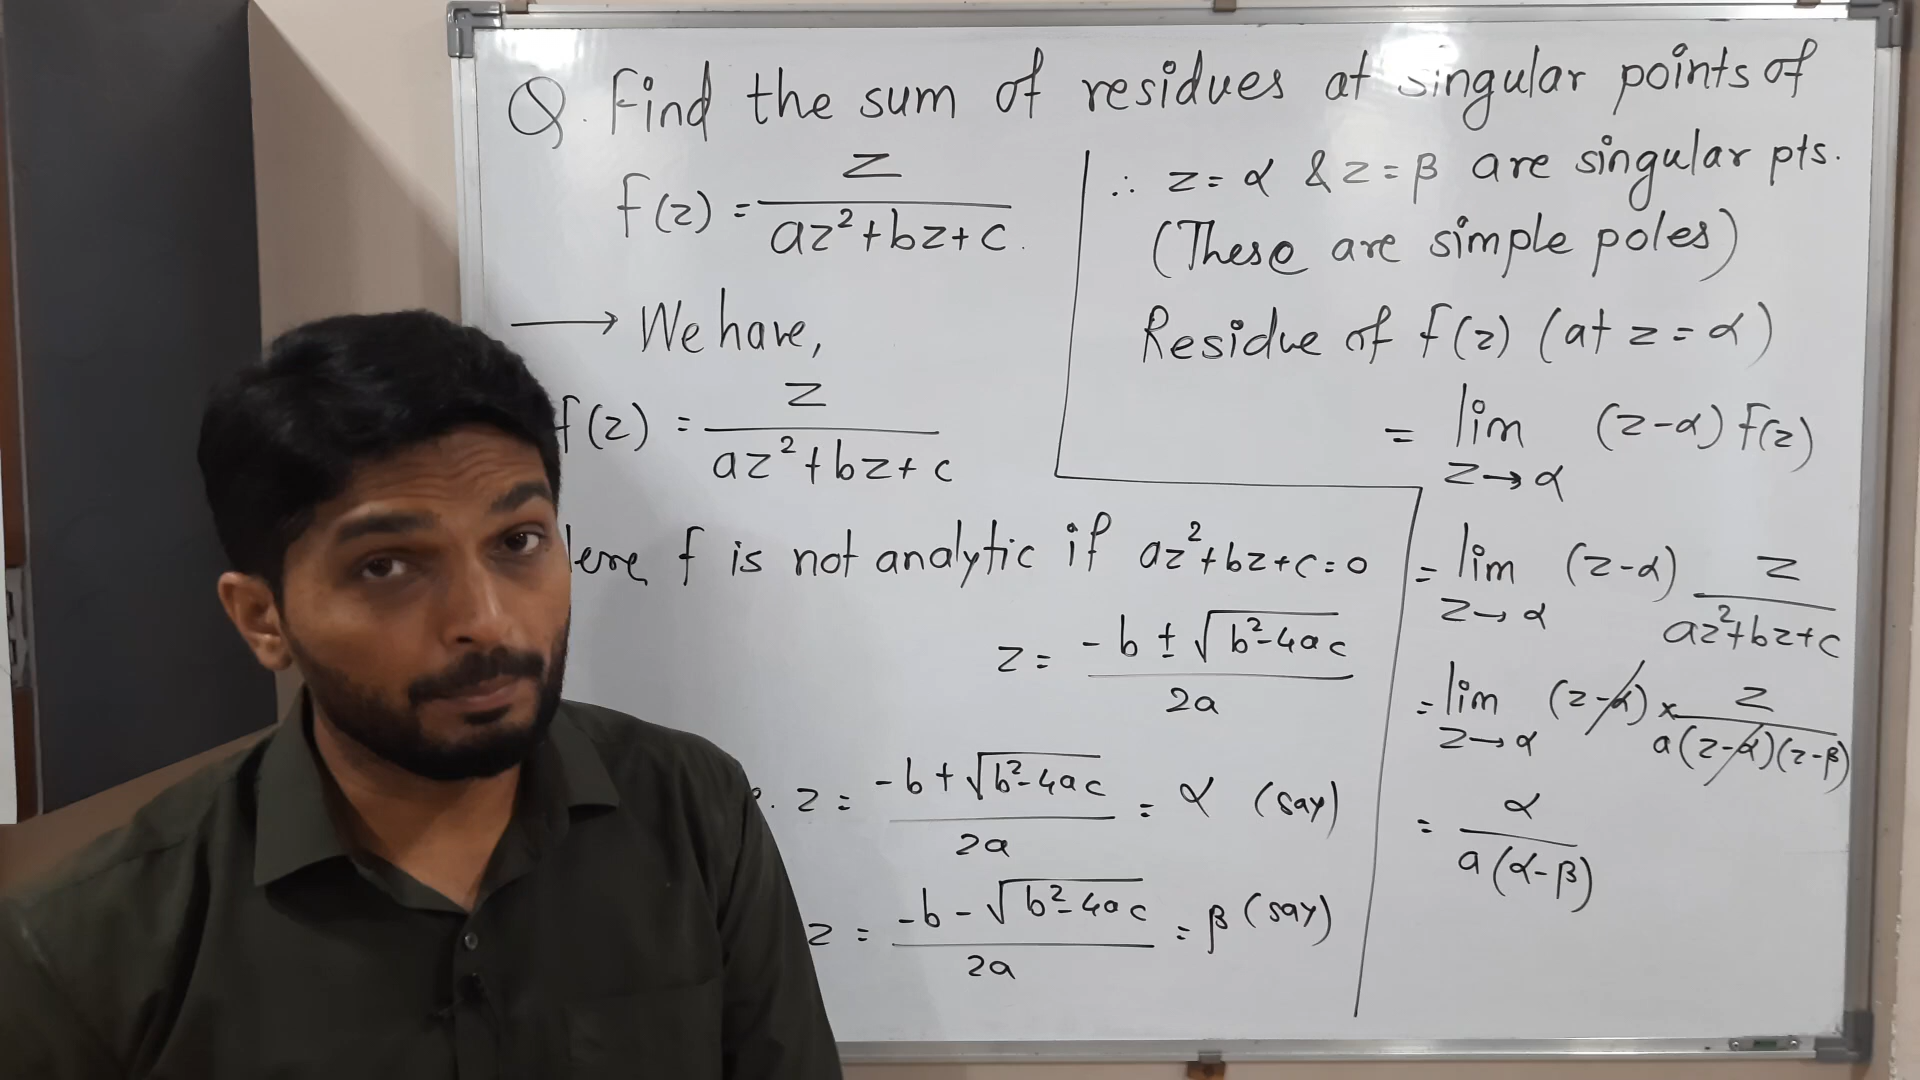 Q. Find the sum of residues at singular points of
f(z) = z / az²+bz+c.
→ We have,
f(z) = z / az²+bz+c
f is not analytic if az²+bz+c=0
z = -b ± √b²-4ac / 2a
z = -b + √b²-4ac / 2a = α (say)
z = -b - √b²-4ac / 2a = β (say)
∴ z=α & z=β are singular pts.
(These are simple poles)
Residue of f(z) (at z=α)
= lim z→α (z-α) f(z)
= lim z→α (z-α) z / az²+bz+c
= lim z→α (z-α) × z / a(z-α)(z-β)
= α / a(α-β)